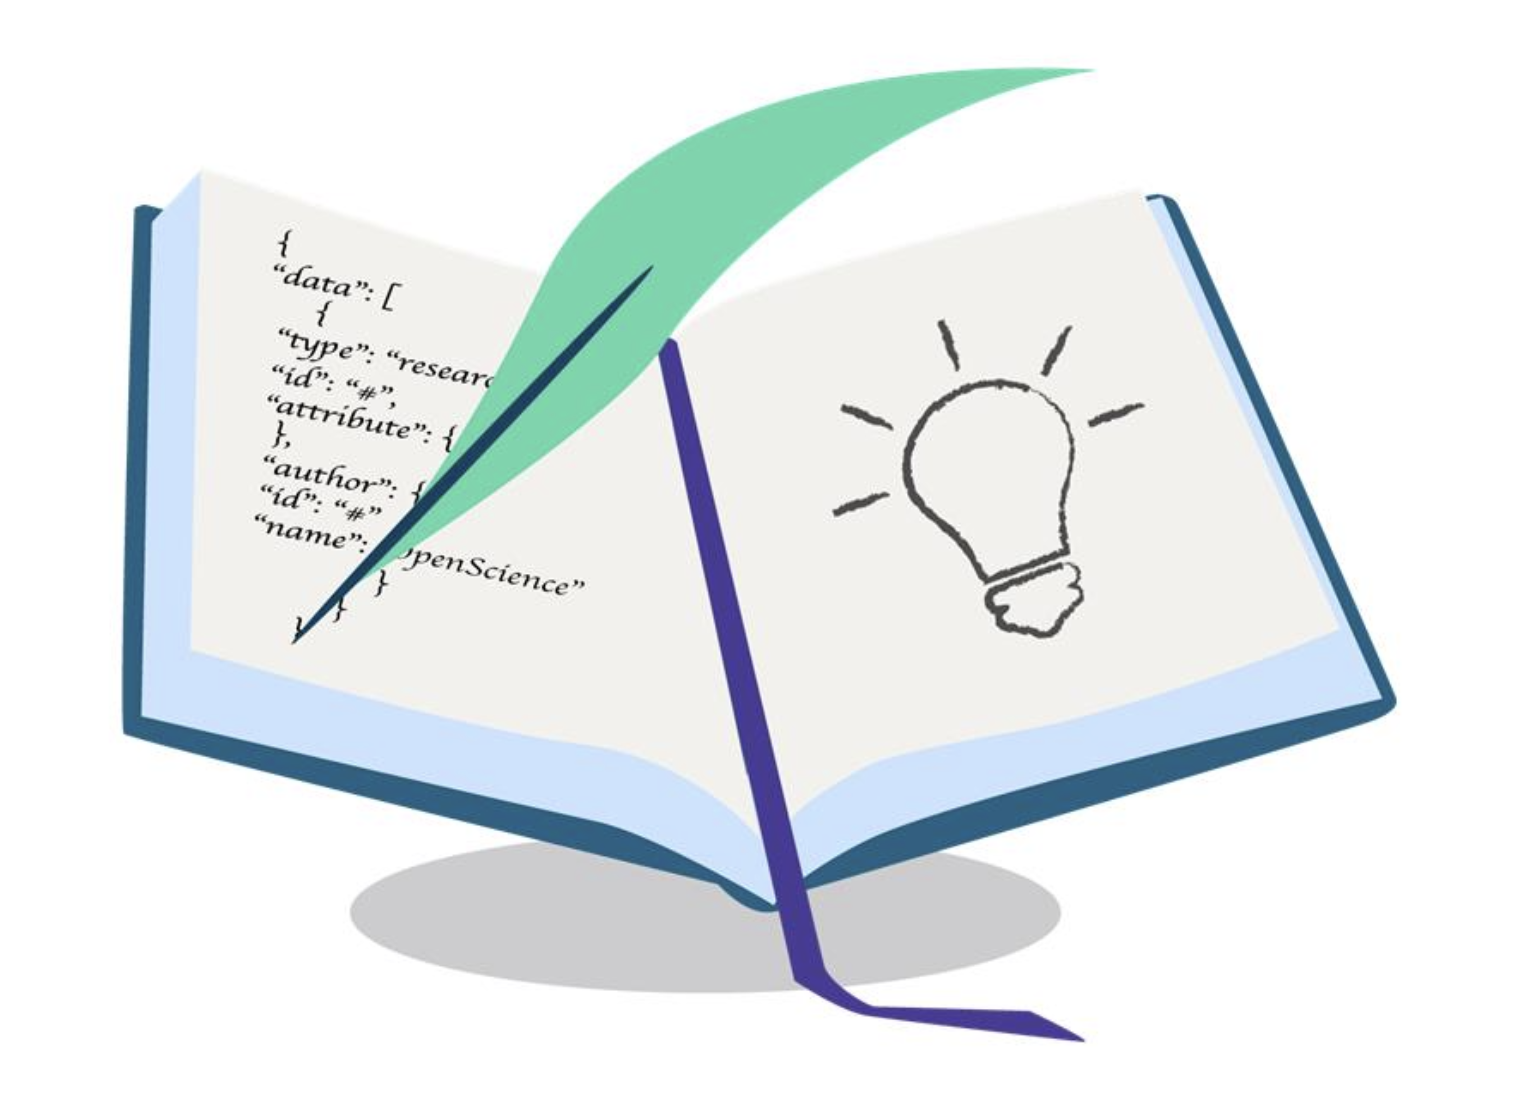 {
“data”: [
{
“type”: “researc
“id”: “#”,
“attribute”: {
},
“author”: {
“id”: “#”
“name”: openScience”
}
}
}